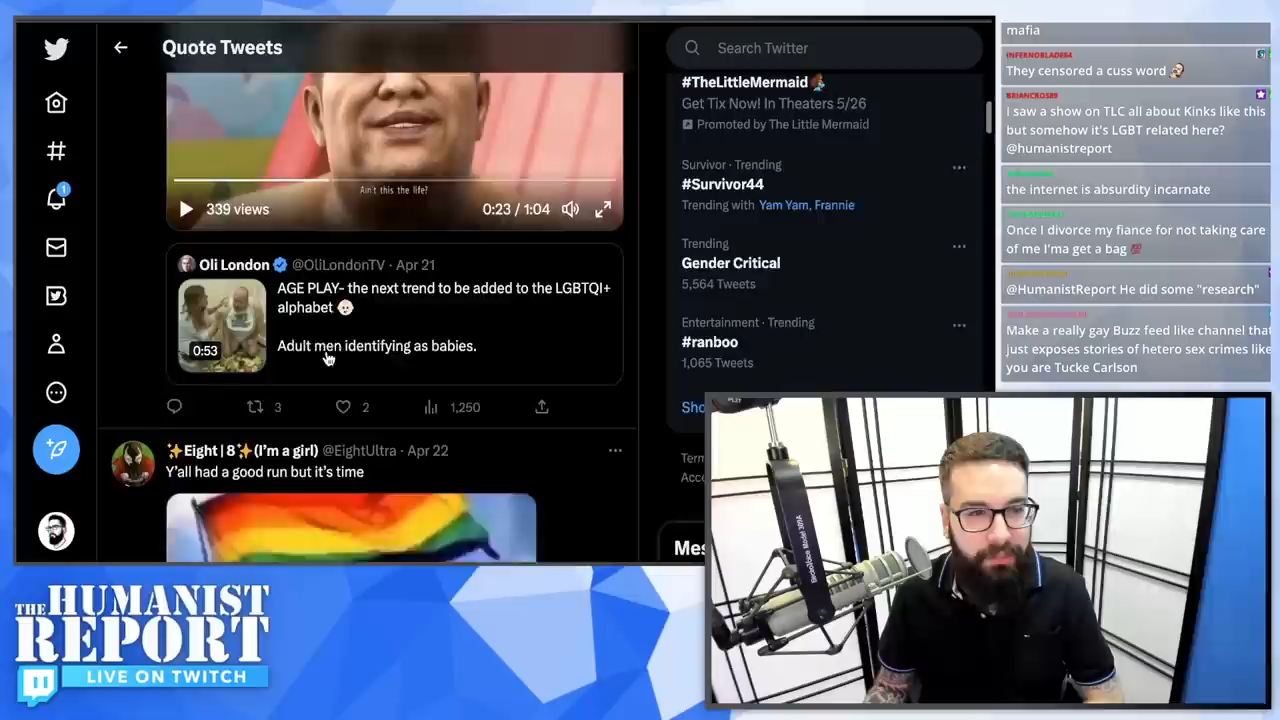 Quote Tweets
Ain't this the life?
339 views
0:23 / 1:04
Oli London @OliLondonTV · Apr 21
AGE PLAY- the next trend to be added to the LGBTQI+
alphabet
0:53
Adult men identifying as babies.
3
2
1,250
✨Eight | 8✨(I'm a girl) @EightUltra · Apr 22
Y'all had a good run but it's time
1
Search Twitter
#TheLittleMermaid
Get Tix Now! In Theaters 5/26
Promoted by The Little Mermaid
Survivor · Trending
#Survivor44
Trending with Yam Yam, Frannie
Trending
Gender Critical
5,564 Tweets
Entertainment · Trending
#ranboo
1,065 Tweets
Sho
Term
Acce
Mes
mafia
INFERNOBLADE64
They censored a cuss word
BRIANCROSS9
I saw a show on TLC all about Kinks like this
but somehow it's LGBT related here?
@humanistreport
the internet is absurdity incarnate
Once I divorce my fiance for not taking care
of me I'ma get a bag 💯
@HumanistReport He did some "research"
Make a really gay Buzz feed like channel that
just exposes stories of hetero sex crimes like
you are Tucke Carlson
THE HUMANIST
REPORT
LIVE ON TWITCH